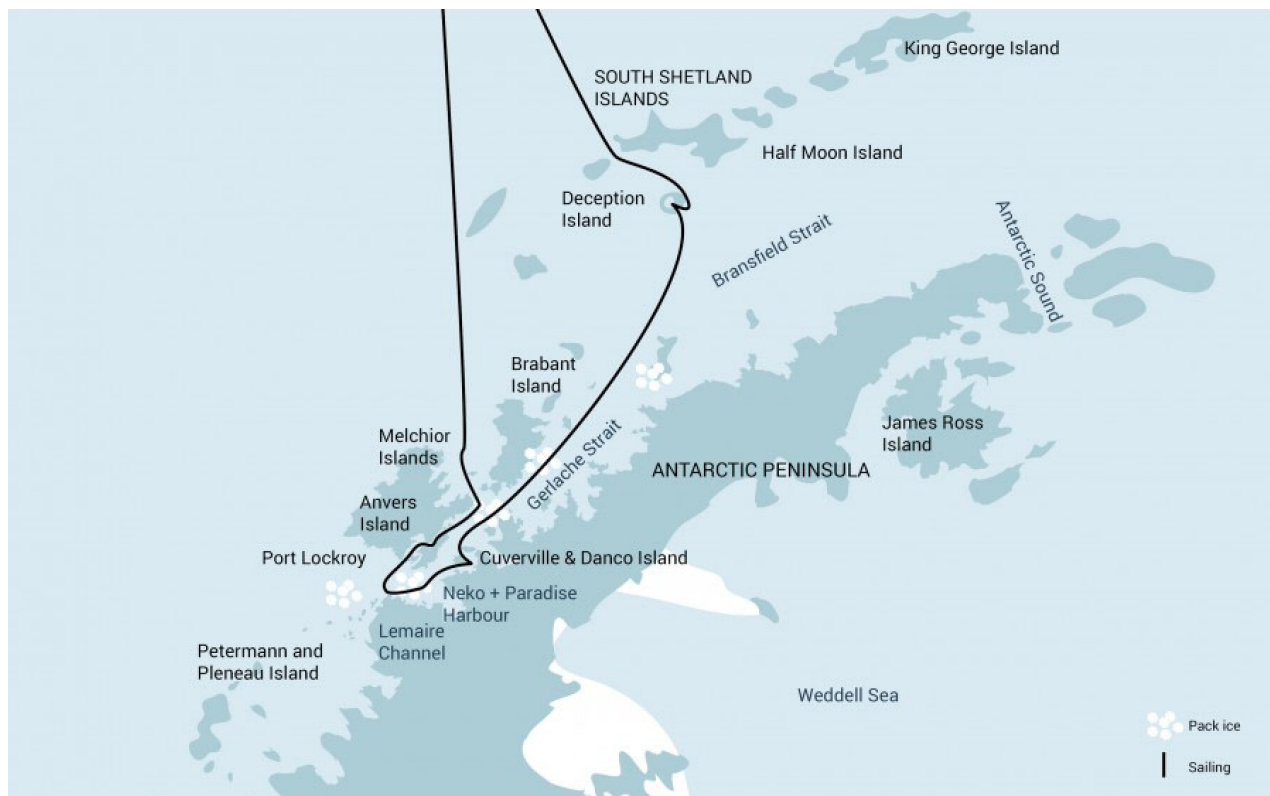 King George Island
SOUTH SHETLAND
ISLANDS
Half Moon Island
Deception
Island
Bransfield Strait
Antarctic Sound
Brabant
Island
Gerlache Strait
James Ross
Island
Melchior
Islands
ANTARCTIC PENINSULA
Anvers
Island
Port Lockroy
Cuverville & Danco Island
Neko + Paradise
Harbour
Lemaire
Channel
Petermann and
Pleneau Island
Weddell Sea
Pack ice
Sailing